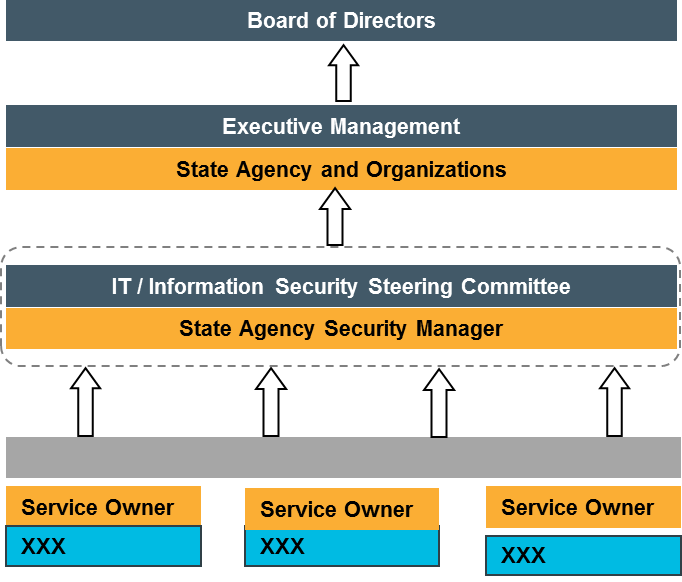 Board of Directors
Executive Management
State Agency and Organizations
IT / Information Security Steering Committee
State Agency Security Manager
Service Owner
XXX
Service Owner
XXX
Service Owner
XXX